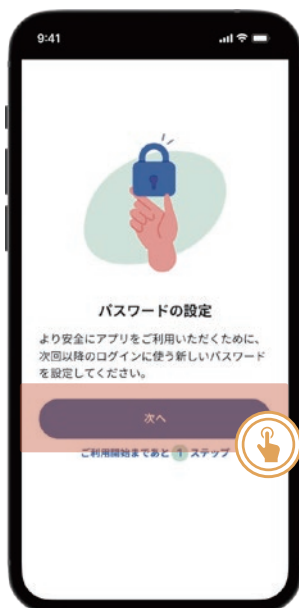 9:41
パスワードの設定
より安全にアプリをご利用いただくために、
次回以降のログインに使う新しいパスワード
を設定してください。
次へ
ご利用開始まであと 1 ステップ